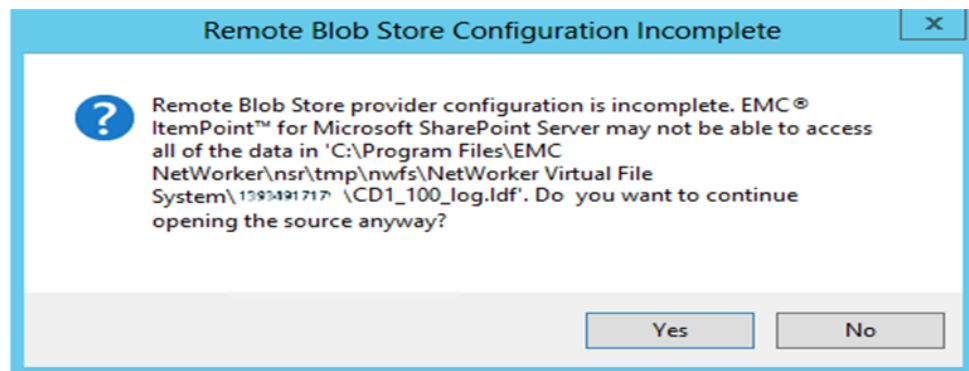 Remote Blob Store Configuration Incomplete
x
?
Remote Blob Store provider configuration is incomplete. EMC®
ItemPoint™ for Microsoft SharePoint Server may not be able to access
all of the data in 'C:\Program Files\EMC
NetWorker\nsr\tmp\nwfs\NetWorker Virtual File
System\ \CD1_100_log.ldf'. Do you want to continue
opening the source anyway?
Yes No